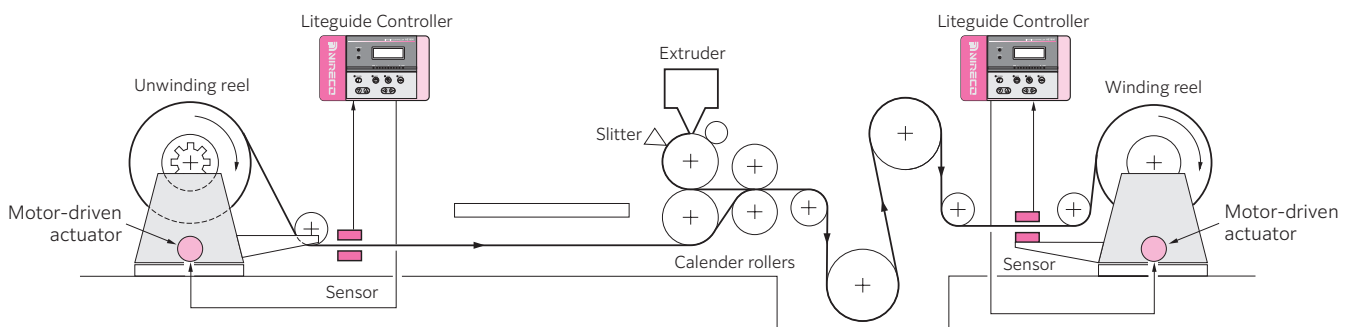 Liteguide Controller
NIRECO
Unwinding reel
Motor-driven
actuator
Sensor
Extruder
Slitter
Calender rollers
Liteguide Controller
NIRECO
Winding reel
Motor-driven
actuator
Sensor